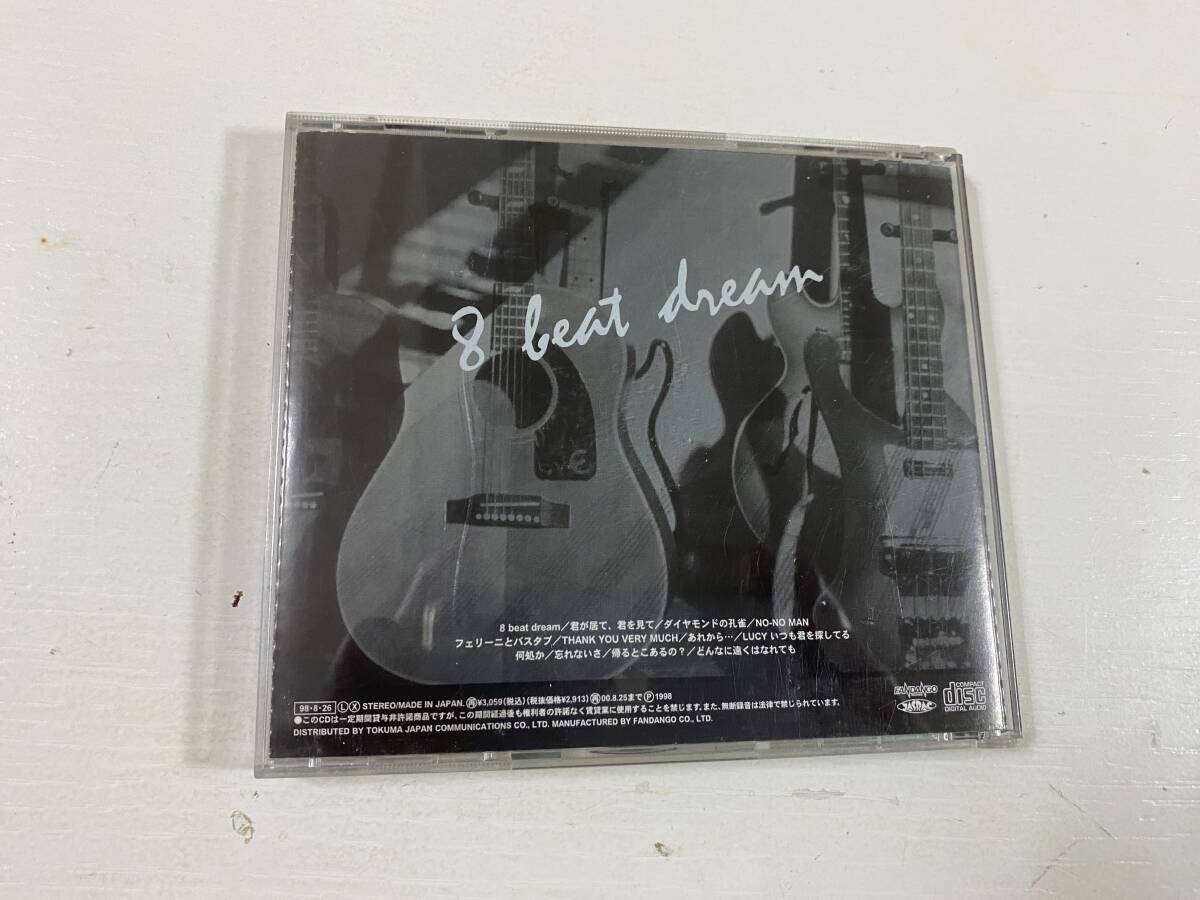 8 beat dream
8 beat dream/君が居て、君を見て/ダイヤモンドの孔雀/NO-NO MAN
フェリーニとバスタブ/THANK YOU VERY MUCH/あれから…/LUCY いつも君を探してる
何処か/忘れないさ/帰るとこあるの?/どんなに遠くはなれても
98・8・26 Ⓛ Ⓧ STEREO/MADE IN JAPAN. ㊢¥3,059(税込)(税抜価格¥2,913)㊢00.8.25まで Ⓟ1998
●このCDは一定期間貸与非許諾商品ですが、この期間経過後も権利者の許諾なく賃貸業に使用することを禁じます。また、無断録音は法律で禁じられています。
DISTRIBUTED BY TOKUMA JAPAN COMMUNICATIONS CO., LTD. MANUFACTURED BY FANDANGO CO., LTD.
FANDANGO
JASRAC
COMPACT
disc
DIGITAL AUDIO